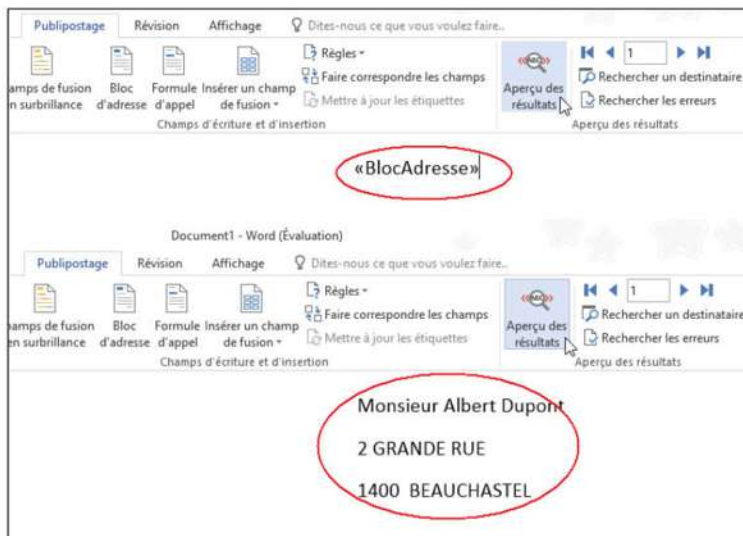 Publipostage Révision Affichage Dites-nous ce que vous voulez faire..
amps de fusion Bloc Formule Insérer un champ Règles Aperçu des 1
n surbrillance d'adresse d'appel de fusion Faire correspondre les champs résultats Rechercher un destinataire
Mettre à jour les étiquettes Rechercher les erreurs
Champs d'écriture et d'insertion Aperçu des résultats
«BlocAdresse»
Document1 - Word (Évaluation)
Publipostage Révision Affichage Dites-nous ce que vous voulez faire..
amps de fusion Bloc Formule Insérer un champ Règles Aperçu des 1
en surbrillance d'adresse d'appel de fusion Faire correspondre les champs résultats Rechercher un destinataire
Mettre à jour les étiquettes Rechercher les erreurs
Champs d'écriture et d'insertion Aperçu des résultats
Monsieur Albert Dupont
2 GRANDE RUE
1400 BEAUCHASTEL